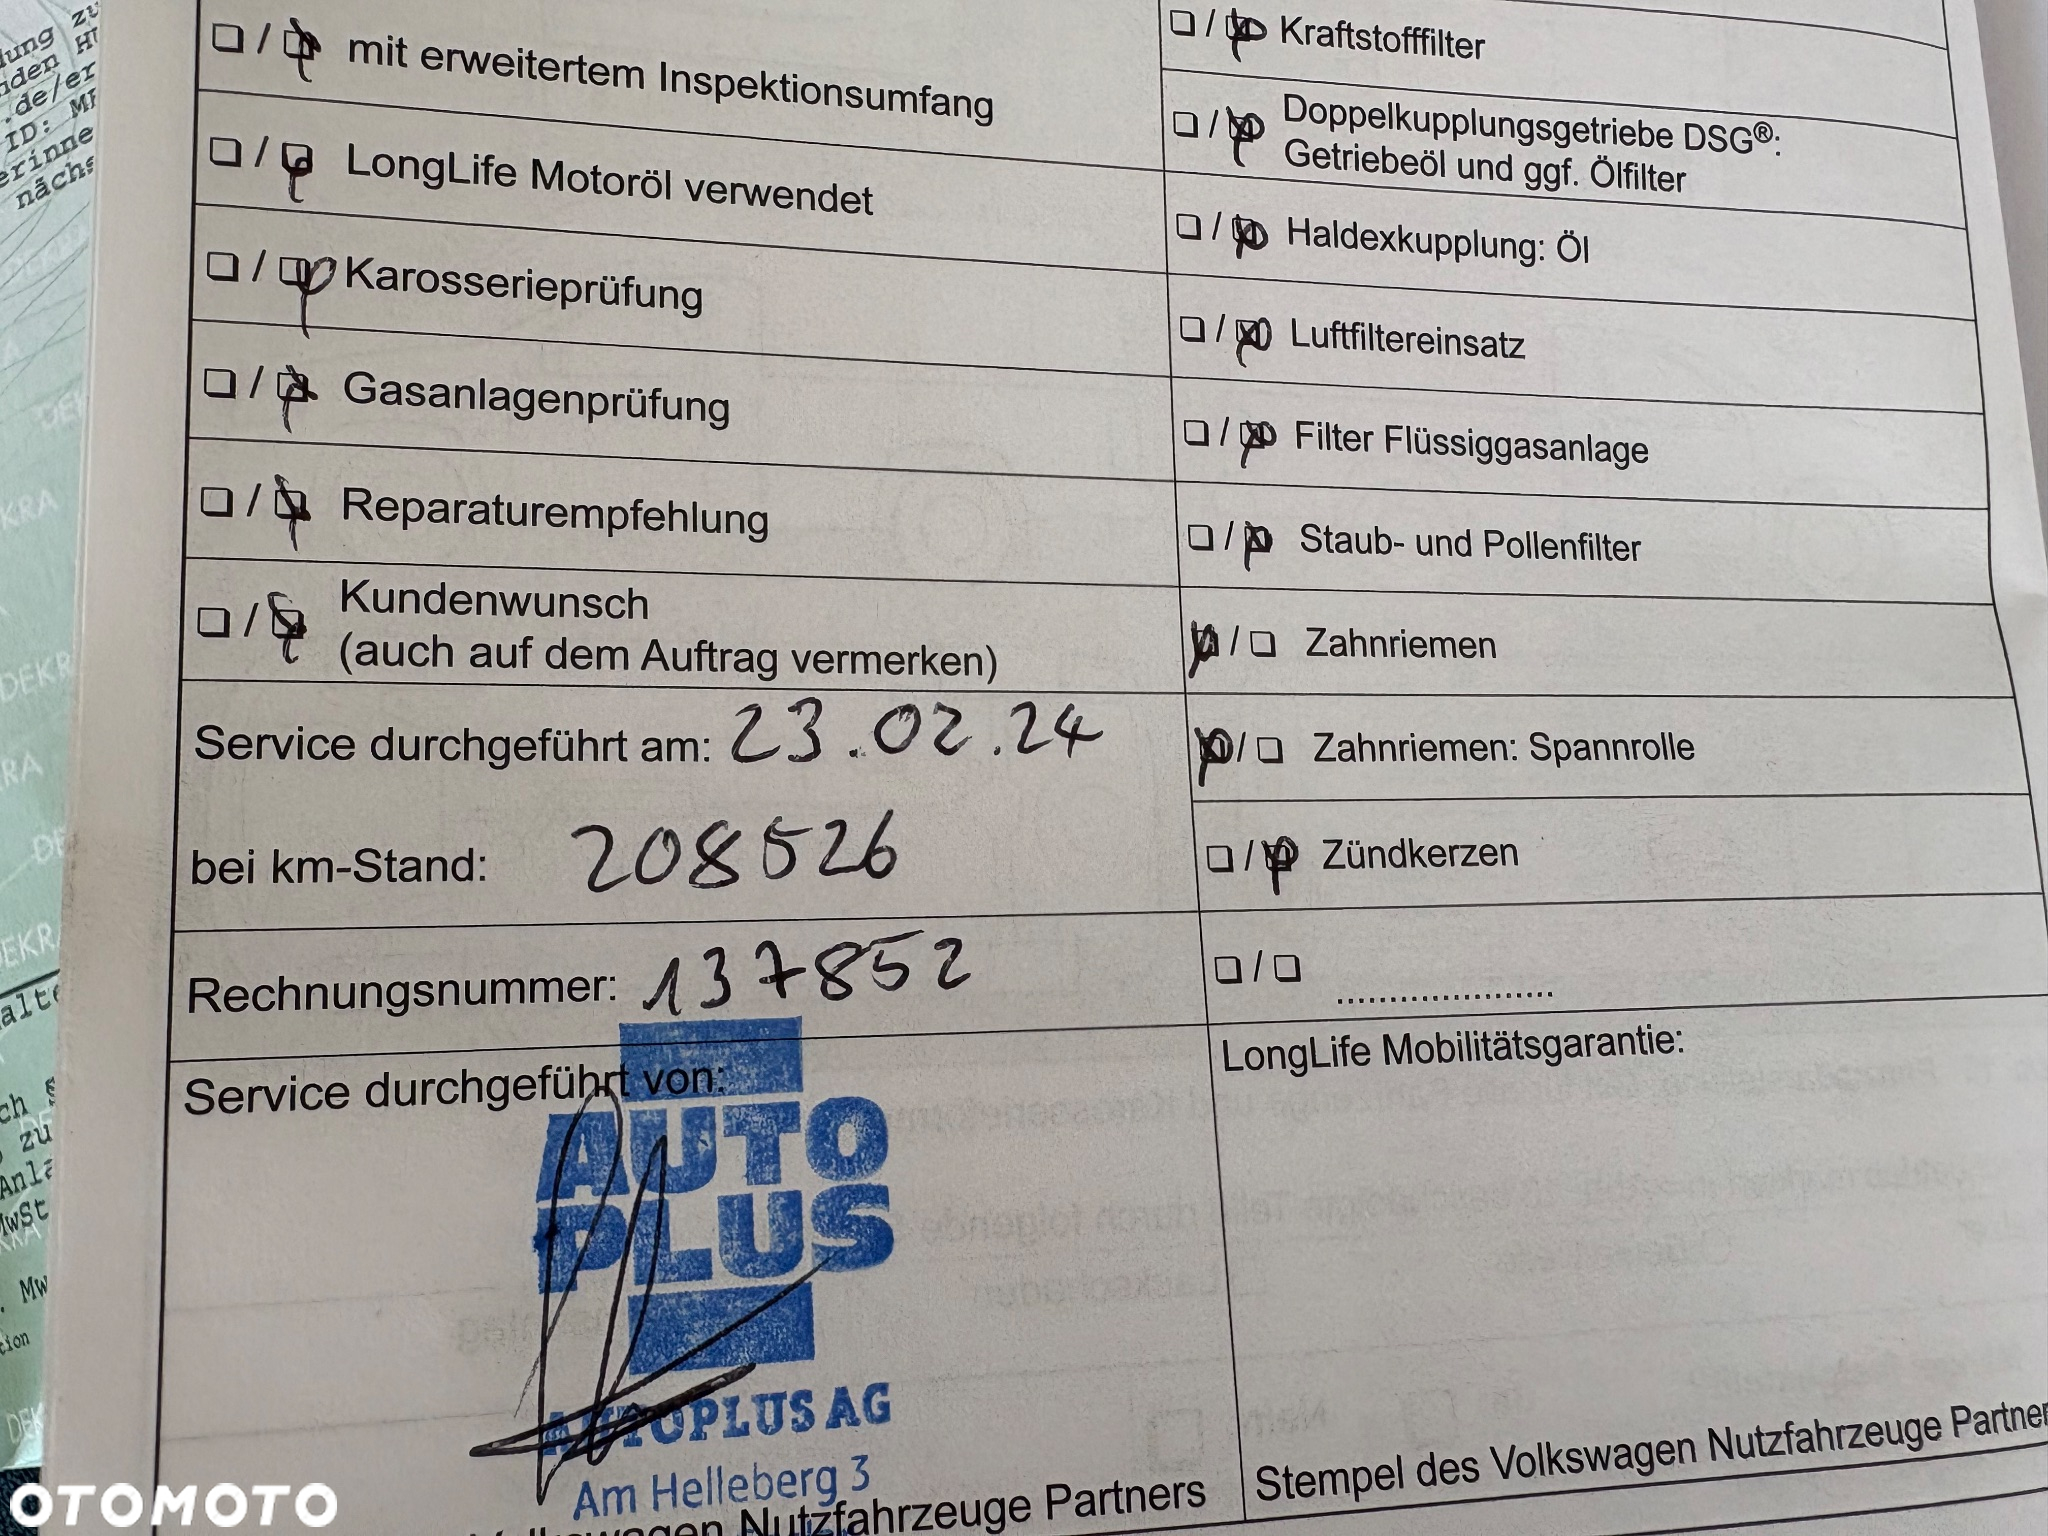 mit erweitertem Inspektionsumfang
LongLife Motoröl verwendet
Karosserieprüfung
Gasanlagenprüfung
Reparaturempfehlung
Kundenwunsch
(auch auf dem Auftrag vermerken)
Service durchgeführt am: 23.02.24
bei km-Stand: 208526
Rechnungsnummer: 137852
Service durchgeführt von:
AUTO
PLUS
AUTOPLUS AG
Am Helleberg 3
Nutzfahrzeuge Partners
Kraftstofffilter
Doppelkupplungsgetriebe DSG®:
Getriebeöl und ggf. Ölfilter
Haldexkupplung: Öl
Luftfiltereinsatz
Filter Flüssiggasanlage
Staub- und Pollenfilter
Zahnriemen
Zahnriemen: Spannrolle
Zündkerzen
....................
LongLife Mobilitätsgarantie:
Stempel des Volkswagen Nutzfahrzeuge Partner
OTOMOTO